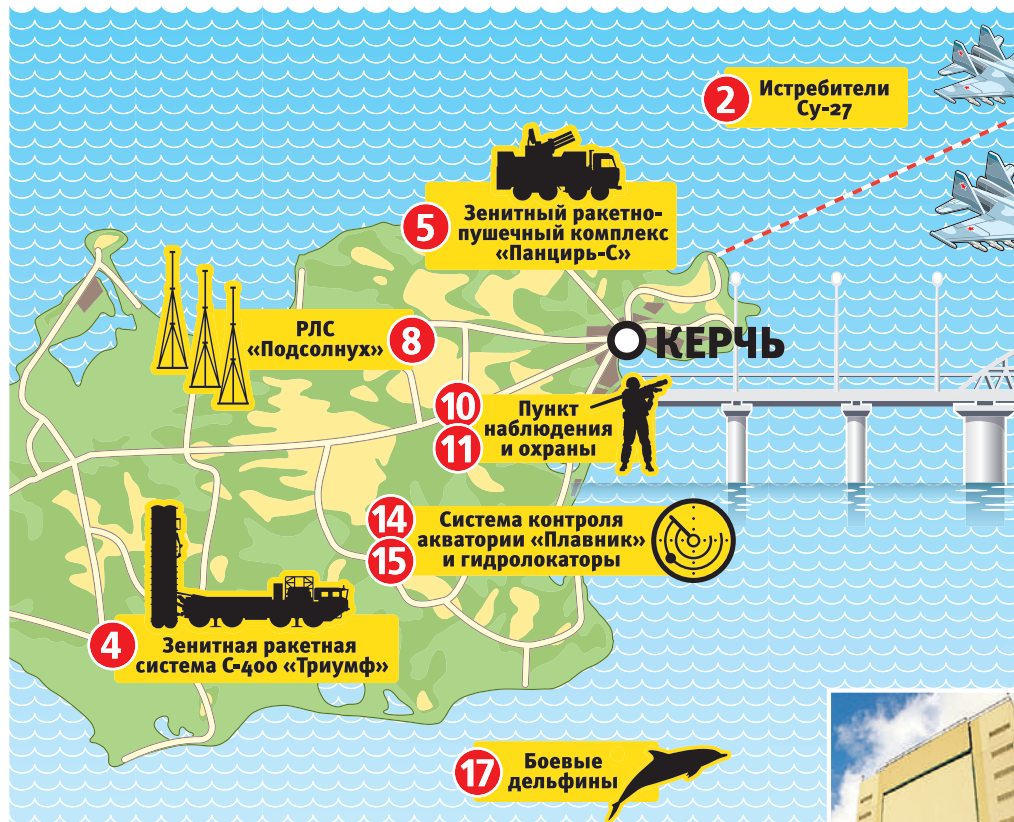 2
Истребители
Су-27
5
Зенитный ракетно-
пушечный комплекс
«Панцирь-С»
РЛС
«Подсолнух»
8
КЕРЧЬ
10
11
Пункт
наблюдения
и охраны
14
15
Система контроля
акватории «Плавник»
и гидролокаторы
4
Зенитная ракетная
система С-400 «Триумф»
17
Боевые
дельфины